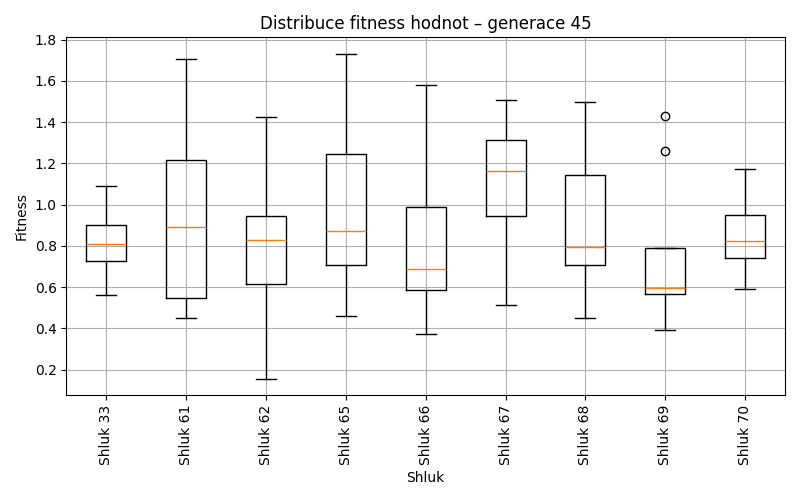 Distribuce fitness hodnot – generace 45
Fitness
1.8
1.6
1.4
1.2
1.0
0.8
0.6
0.4
0.2
Shluk 33
Shluk 61
Shluk 62
Shluk 65
Shluk 66
Shluk 67
Shluk 68
Shluk 69
Shluk 70
Shluk